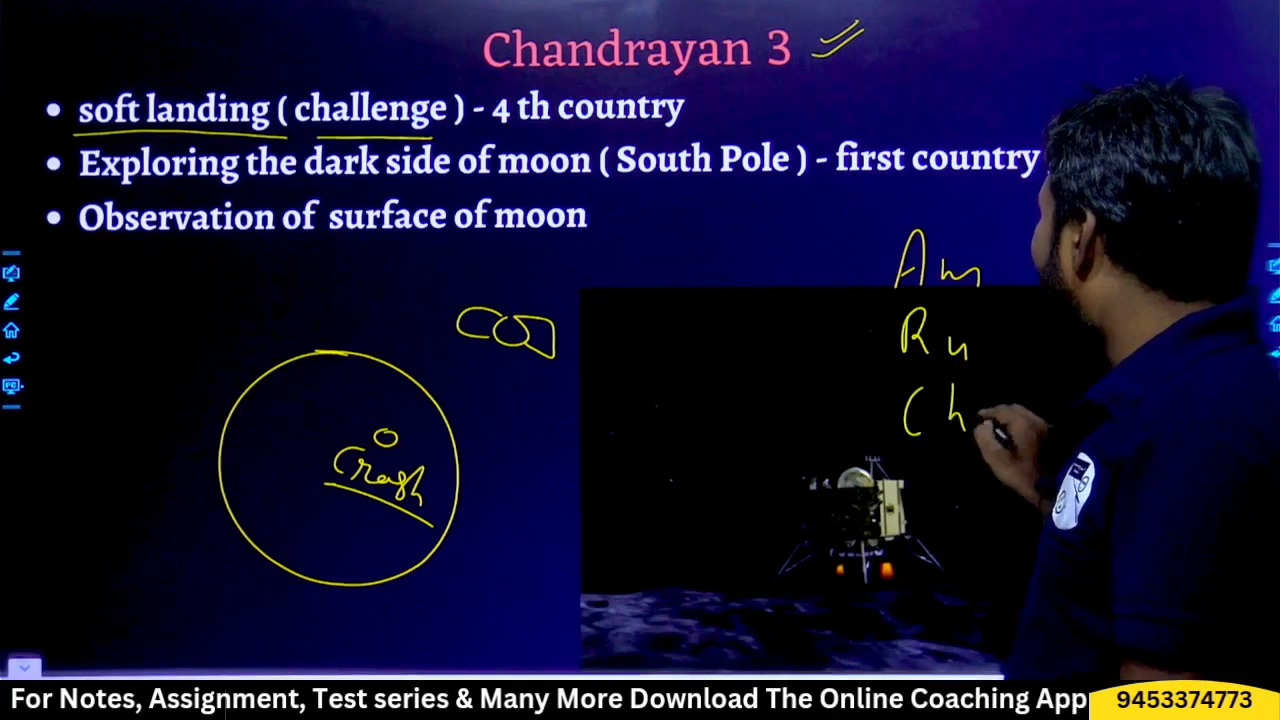 Chandrayan 3
• soft landing ( challenge ) - 4 th country
• Exploring the dark side of moon ( South Pole ) - first country
• Observation of surface of moon
Am
Ru
Ch
Crash
PC
For Notes, Assignment, Test series & Many More Download The Online Coaching App
9453374773